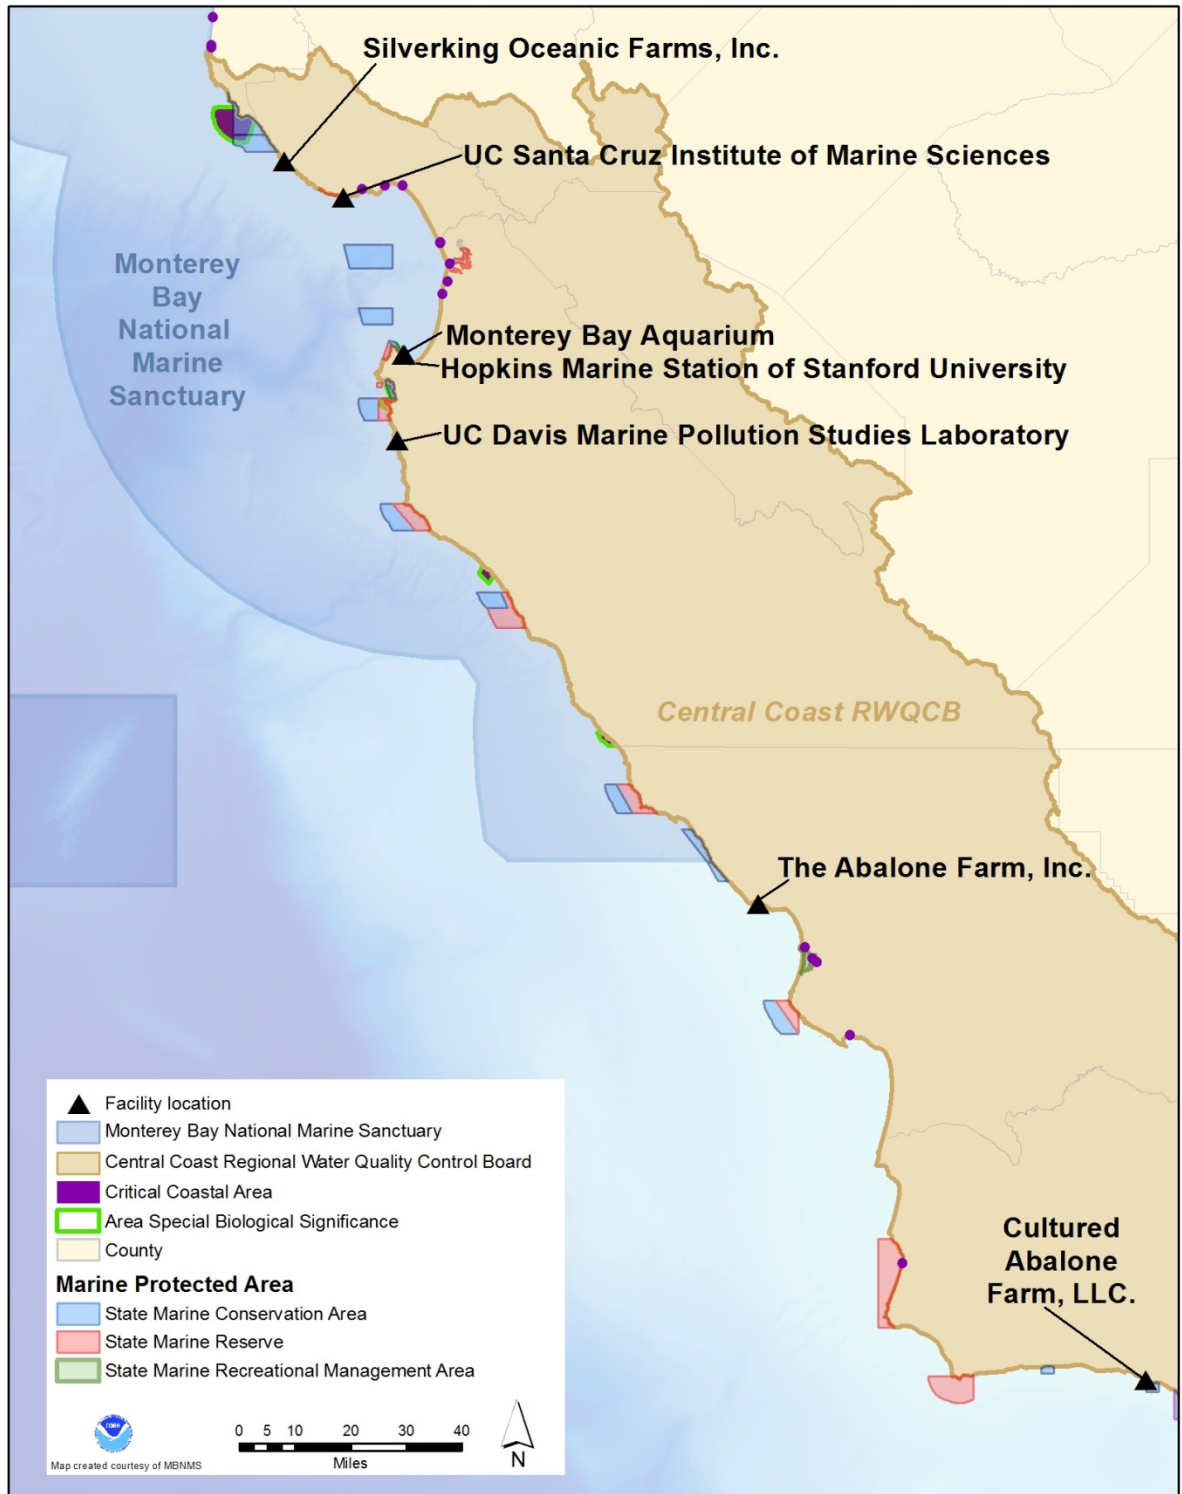 Silverking Oceanic Farms, Inc.
UC Santa Cruz Institute of Marine Sciences
Monterey
Bay
National
Marine
Sanctuary
Monterey Bay Aquarium
Hopkins Marine Station of Stanford University
UC Davis Marine Pollution Studies Laboratory
Central Coast RWQCB
The Abalone Farm, Inc.
Cultured
Abalone
Farm, LLC.
Facility location
Monterey Bay National Marine Sanctuary
Central Coast Regional Water Quality Control Board
Critical Coastal Area
Area Special Biological Significance
County
Marine Protected Area
State Marine Conservation Area
State Marine Reserve
State Marine Recreational Management Area
0 5 10 20 30 40
Miles
N
Map created courtesy of MBNMS